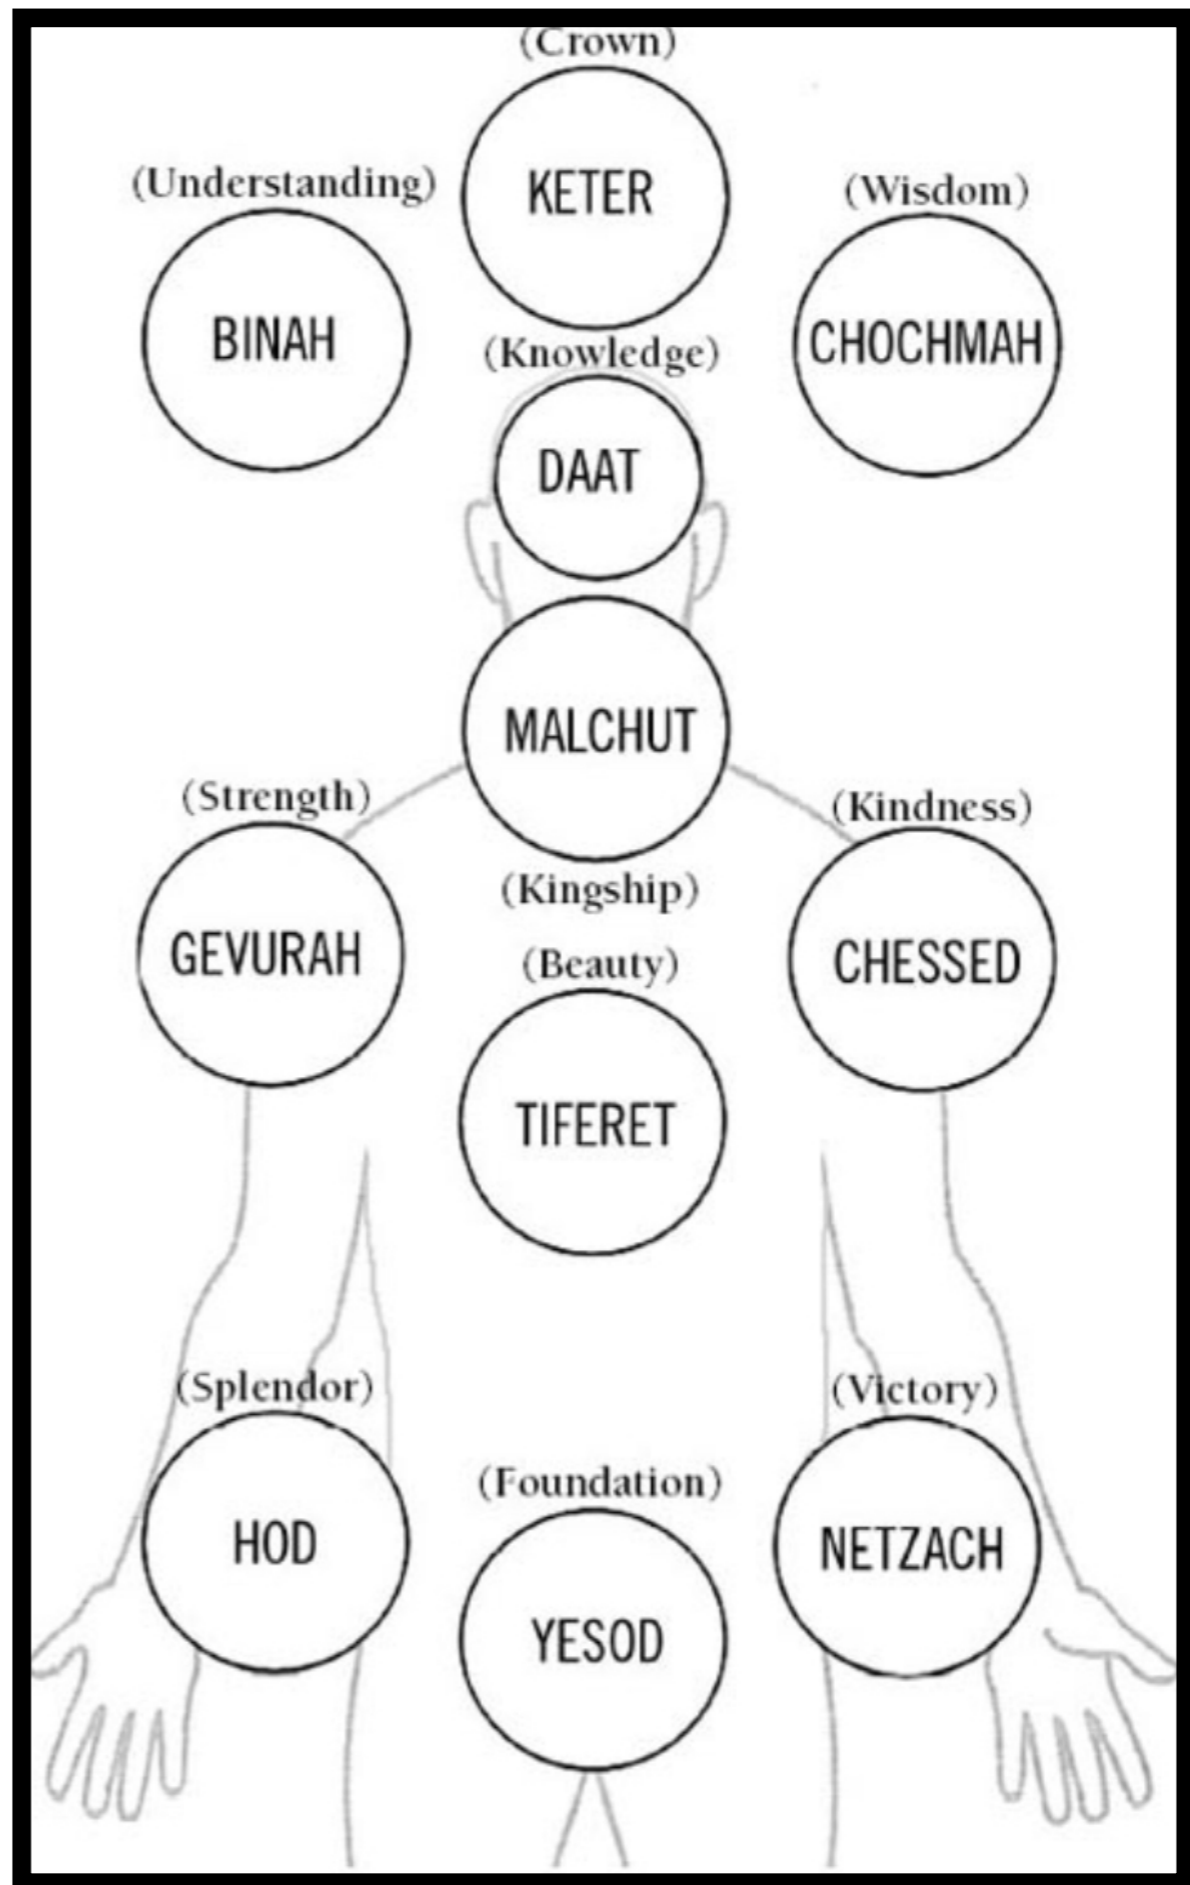 (Crown)
KETER
(Understanding)
BINAH
(Wisdom)
CHOCHMAH
(Knowledge)
DAAT
MALCHUT
(Kingship)
(Strength)
GEVURAH
(Kindness)
CHESSED
(Beauty)
TIFERET
(Splendor)
HOD
(Victory)
NETZACH
(Foundation)
YESOD